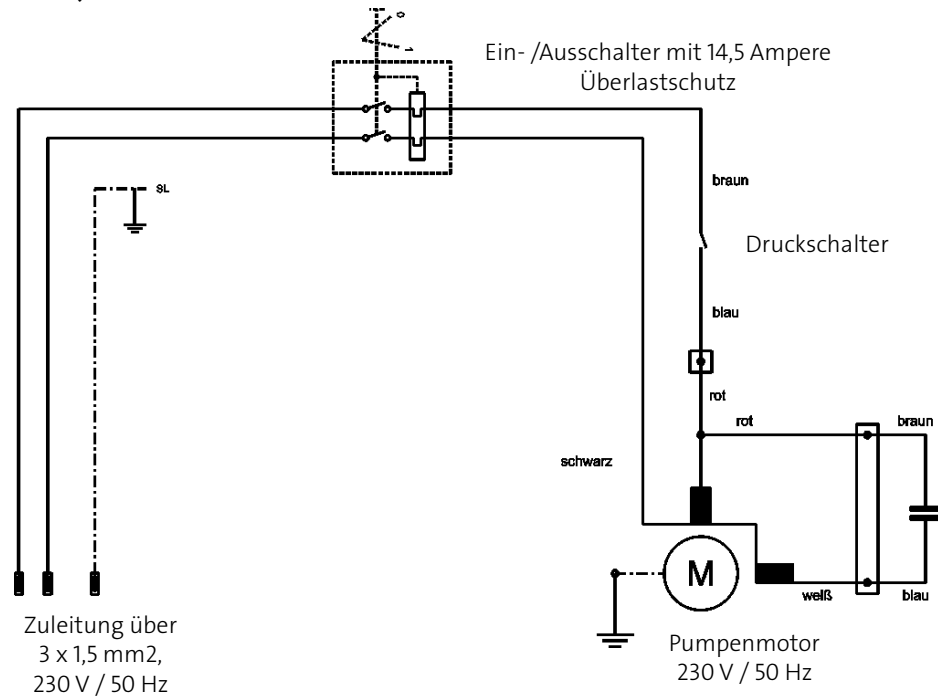 Ein- /Ausschalter mit 14,5 Ampere
Überlastschutz
SL
braun
Druckschalter
blau
rot
rot
braun
schwarz
M
weiß
blau
Zuleitung über
3 x 1,5 mm2,
230 V / 50 Hz
Pumpenmotor
230 V / 50 Hz